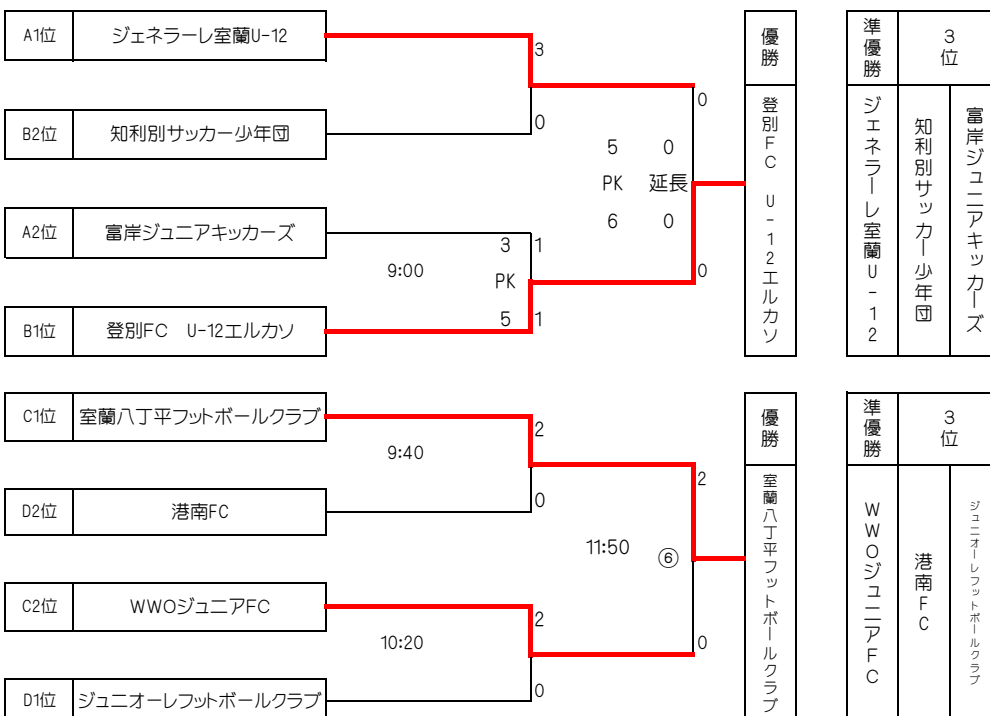 A1位 ジェネラーレ室蘭U-12
3
0
B2位 知利別サッカー少年団
0
0
5 0
PK 延長
6 0
A2位 富岸ジュニアキッカーズ
9:00
3 1
PK
5 1
0
B1位 登別FC U-12エルカソ
優勝
登別FC U-12エルカソ
準優勝
ジェネラーレ室蘭U-12
3位
知利別サッカー少年団
富岸ジュニアキッカーズ
C1位 室蘭八丁平フットボールクラブ
2
9:40
2
D2位 港南FC
0
11:50 ⑥
C2位 WWOジュニアFC
2
10:20
0
D1位 ジュニオーレフットボールクラブ
0
優勝
室蘭八丁平フットボールクラブ
準優勝
WWOジュニアFC
3位
港南FC
ジュニオーレフットボールクラブ